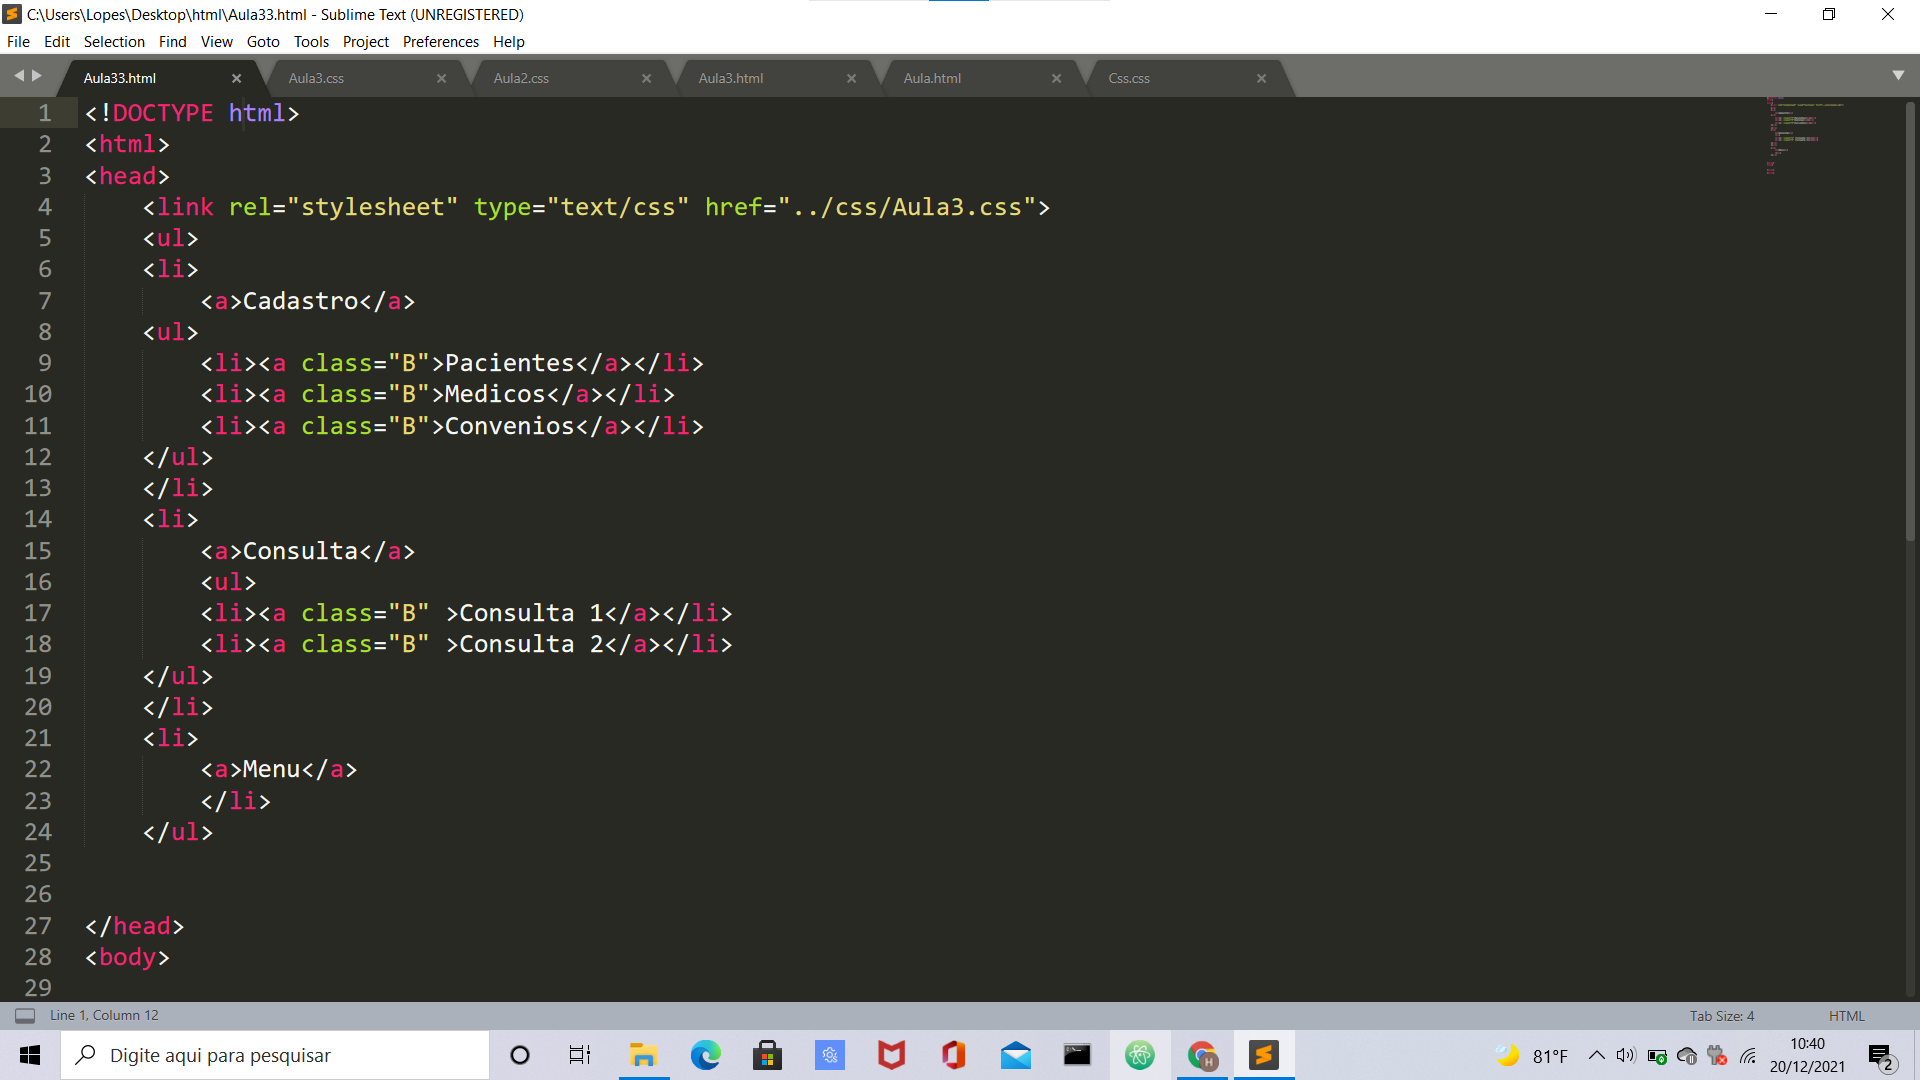 C:\Users\Lopes\Desktop\html\Aula33.html - Sublime Text (UNREGISTERED)
File Edit Selection Find View Goto Tools Project Preferences Help
Aula33.html Aula3.css Aula2.css Aula3.html Aula.html Css.css
1 <!DOCTYPE html>
2 <html>
3 <head>
4 <link rel="stylesheet" type="text/css" href="../css/Aula3.css">
5 <ul>
6 <li>
7 <a>Cadastro</a>
8 <ul>
9 <li><a class="B">Pacientes</a></li>
10 <li><a class="B">Medicos</a></li>
11 <li><a class="B">Convenios</a></li>
12 </ul>
13 </li>
14 <li>
15 <a>Consulta</a>
16 <ul>
17 <li><a class="B" >Consulta 1</a></li>
18 <li><a class="B" >Consulta 2</a></li>
19 </ul>
20 </li>
21 <li>
22 <a>Menu</a>
23 </li>
24 </ul>
25
26
27 </head>
28 <body>
29
Line 1, Column 12 Tab Size: 4 HTML
Digite aqui para pesquisar
81°F
10:40
20/12/2021
2